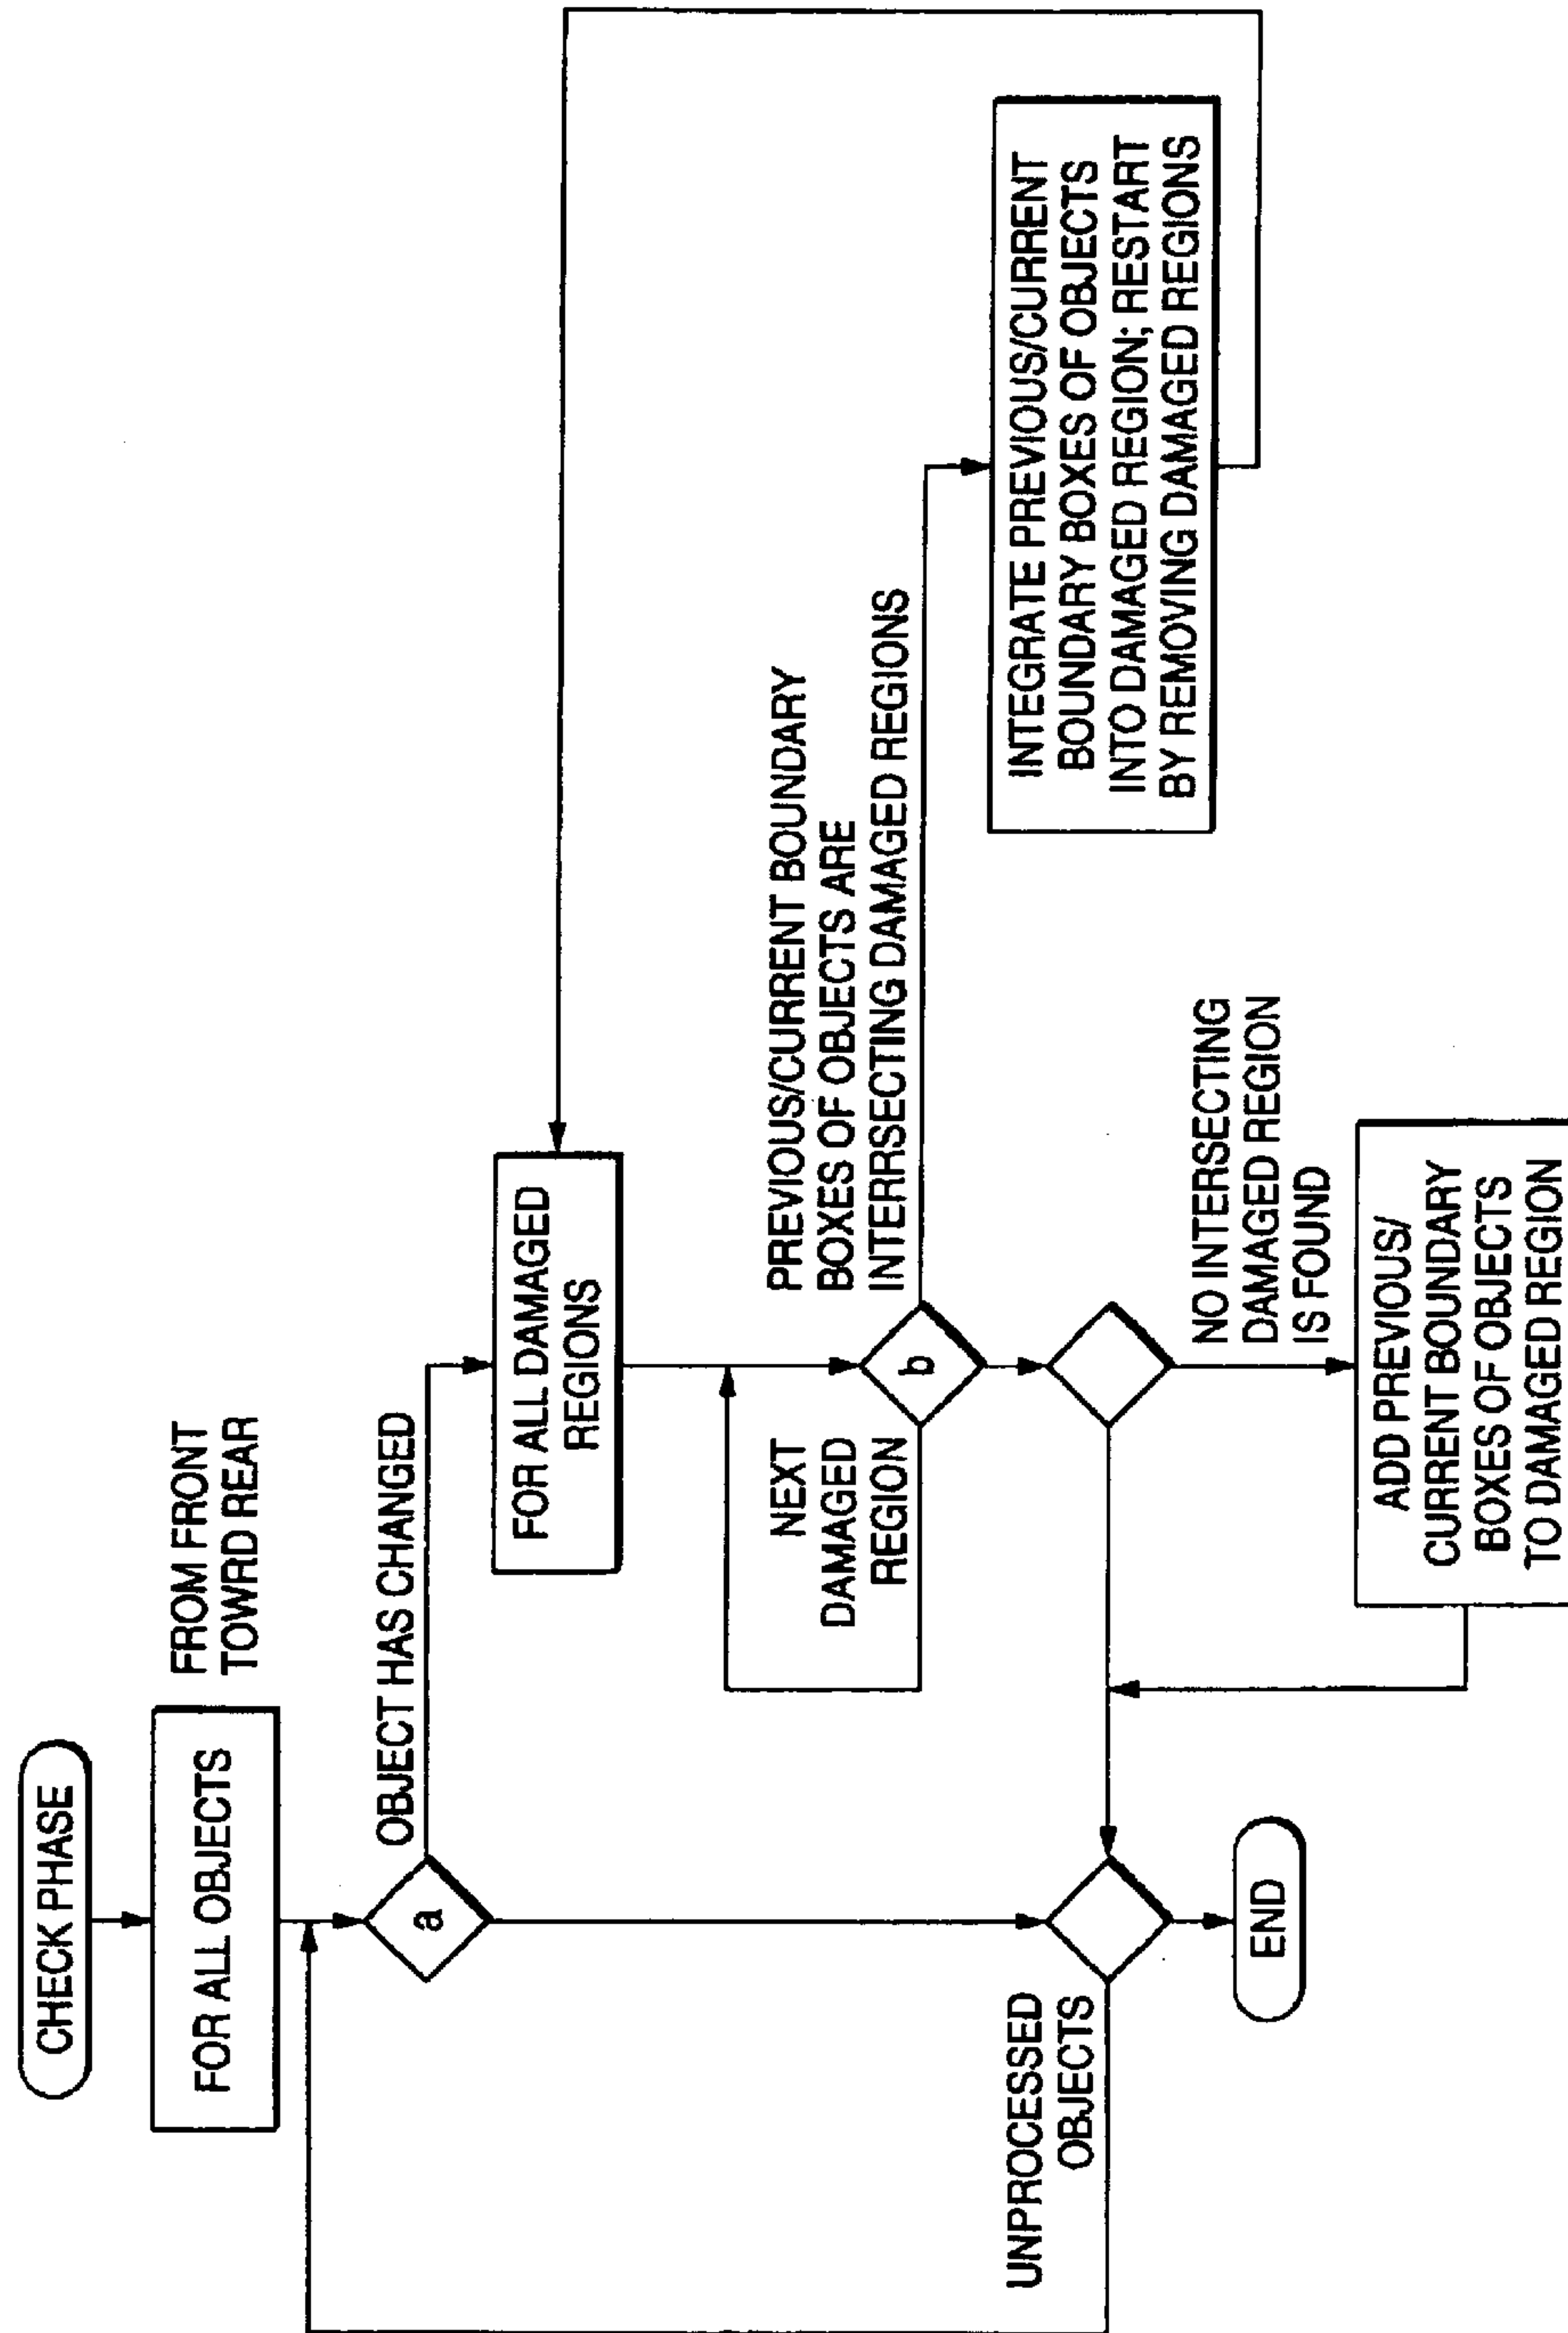 CHECK PHASE
FOR ALL OBJECTS
FROM FRONT
TOWRD REAR
a
OBJECT HAS CHANGED
FOR ALL DAMAGED
REGIONS
NEXT
DAMAGED
REGION
b
PREVIOUS/CURRENT BOUNDARY
BOXES OF OBJECTS ARE
INTERRSECTING DAMAGED REGIONS
INTEGRATE PREVIOUS/CURRENT
BOUNDARY BOXES OF OBJECTS
INTO DAMAGED REGION; RESTART
BY REMOVING DAMAGED REGIONS
UNPROCESSED
OBJECTS
NO INTERSECTING
DAMAGED REGION
IS FOUND
END
ADD PREVIOUS/
CURRENT BOUNDARY
BOXES OF OBJECTS
TO DAMAGED REGION